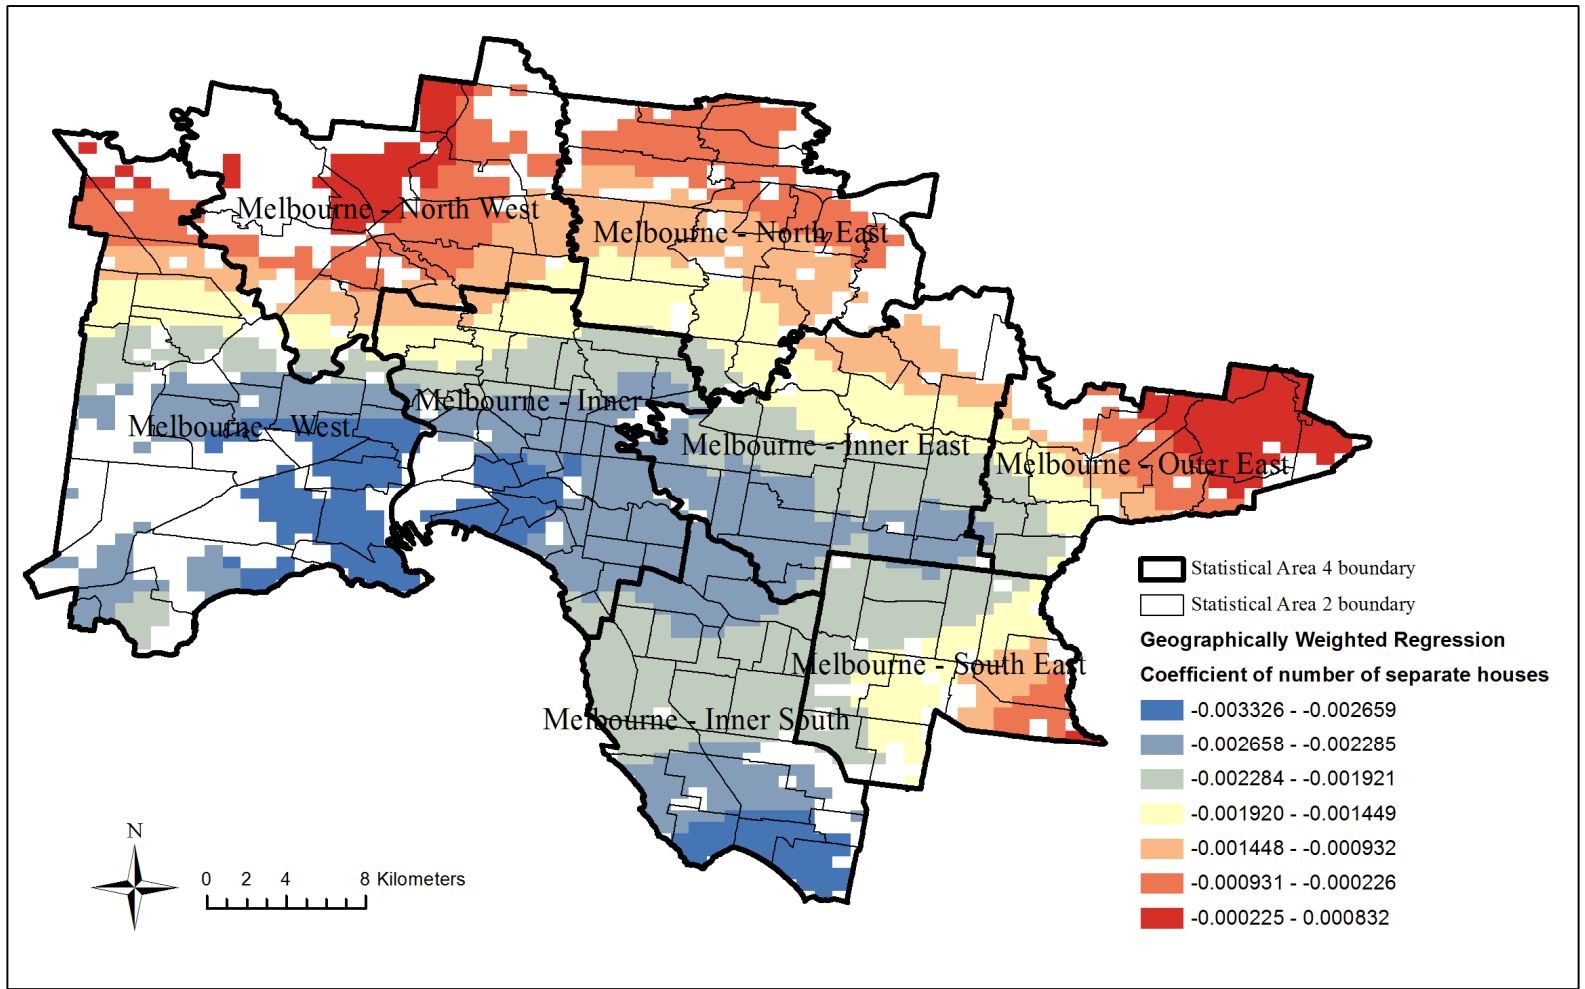 Melbourne - North West
Melbourne - North East
Melbourne - Inner
Melbourne - West
Melbourne - Inner East
Melbourne - Outer East
Melbourne - South East
Melbourne - Inner South
Statistical Area 4 boundary
Statistical Area 2 boundary
Geographically Weighted Regression
Coefficient of number of separate houses
-0.003326 - -0.002659
-0.002658 - -0.002285
-0.002284 - -0.001921
-0.001920 - -0.001449
-0.001448 - -0.000932
-0.000931 - -0.000226
-0.000225 - 0.000832
N
0 2 4 8 Kilometers